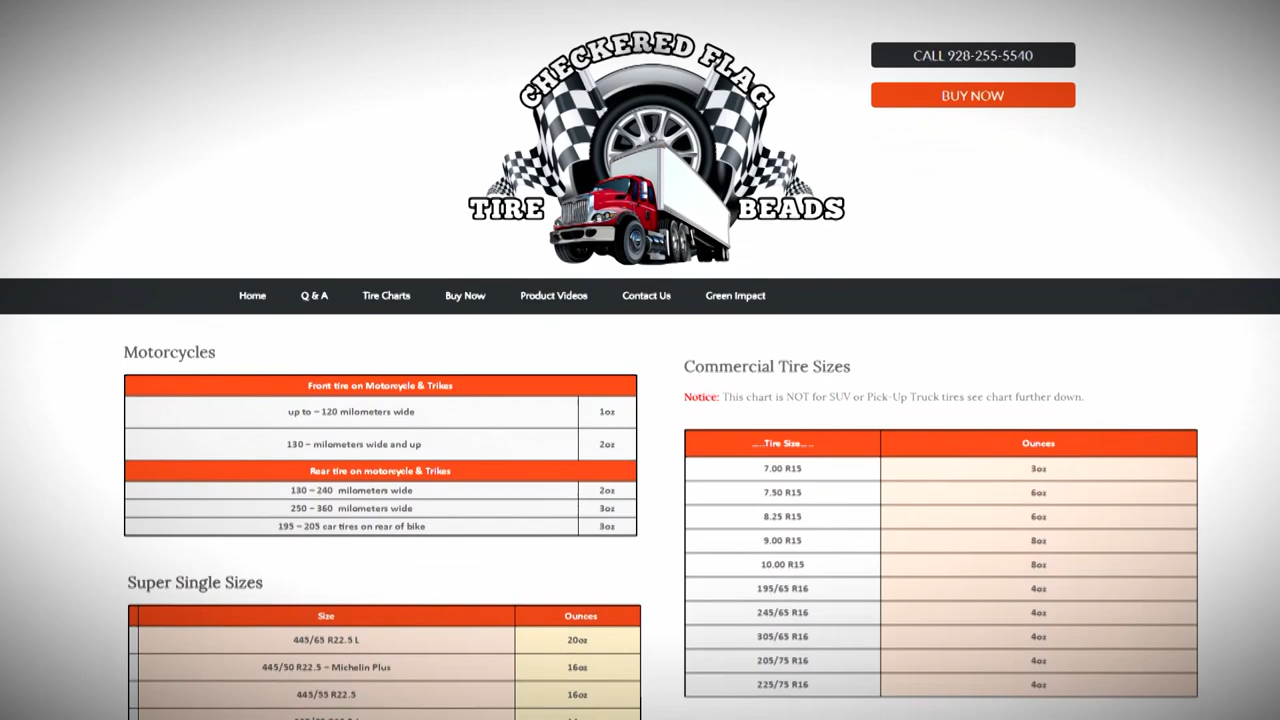 CHECKERED FLAG
TIRE BEADS
CALL 928-255-5540
BUY NOW
Home Q & A Tire Charts Buy Now Product Videos Contact Us Green Impact
Motorcycles
Front tire on Motorcyle & Trikes
up to – 120 milometers wide 1oz
130 – milometers wide and up 2oz
Rear tire on motorcyle & Trikes
130 – 240 milometers wide 2oz
250 – 360 milometers wide 3oz
195 – 205 car tires on rear of bike 3oz
Super Single Sizes
Size Ounces
445/65 R22.5 L 20oz
445/50 R22.5 – Michelin Plus 16oz
445/55 R22.5 16oz
Commercial Tire Sizes
Notice: This chart is NOT for SUV or Pick-Up Truck tires see chart further down.
.....Tire Size..... Ounces
7.00 R15 3oz
7.50 R15 6oz
8.25 R15 6oz
9.00 R15 8oz
10.00 R15 8oz
195/65 R16 4oz
245/65 R16 4oz
305/65 R16 4oz
205/75 R16 4oz
225/75 R16 4oz